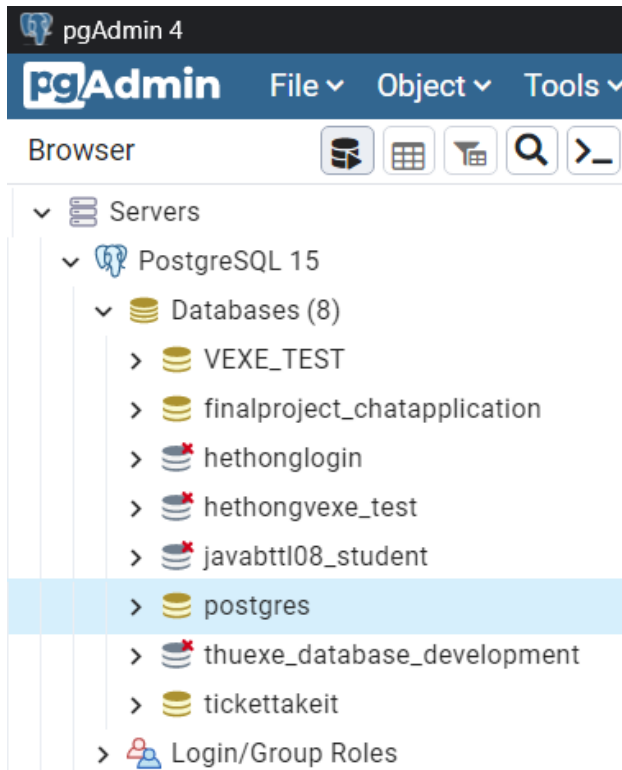 pgAdmin 4
pgAdmin File Object Tools
Browser
Servers
PostgreSQL 15
Databases (8)
VEXE_TEST
finalproject_chatapplication
hethonglogin
hethongvexe_test
javabttl08_student
postgres
thuexe_database_development
tickettakeit
Login/Group Roles